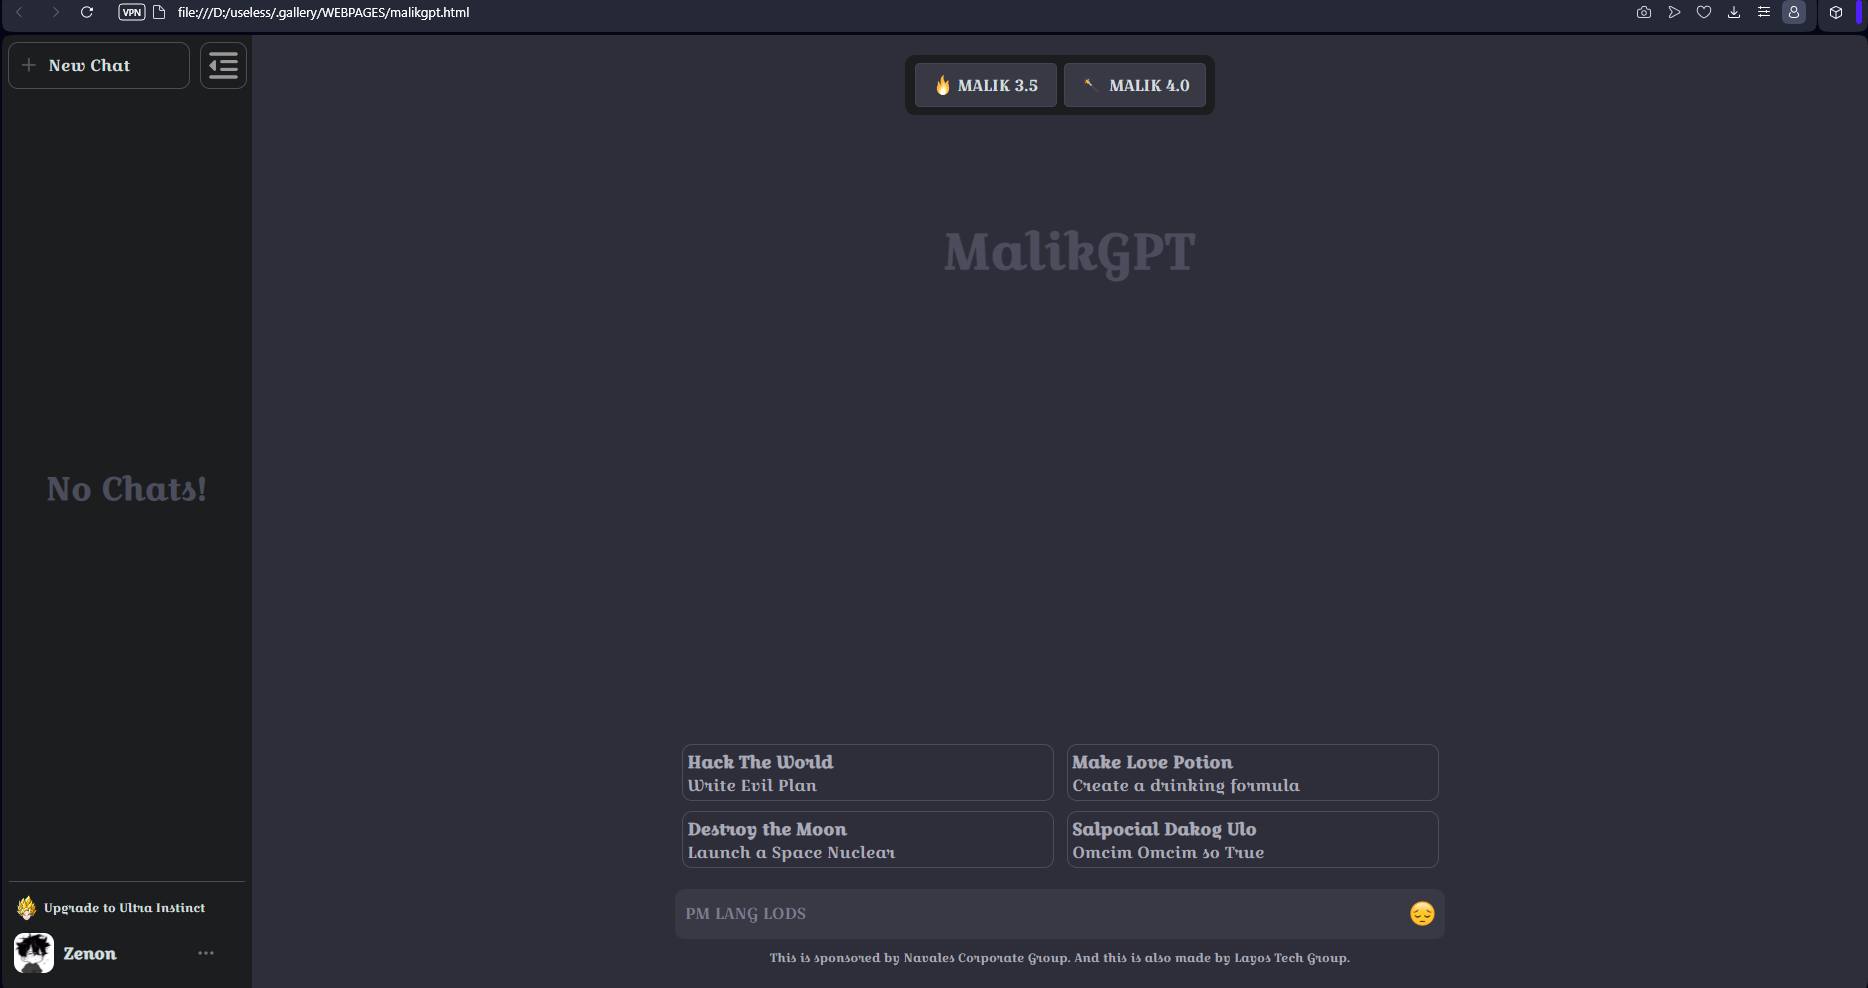 VPN
file:///D:/useless/.gallery/WEBPAGES/malikgpt.html
New Chat
MALIK 3.5
MALIK 4.0
MalikGPT
No Chats!
Hack The World
Write Evil Plan
Make Love Potion
Create a drinking formula
Destroy the Moon
Launch a Space Nuclear
Salpocial Dakog Ulo
Omcim Omcim so True
Upgrade to Ultra Instinct
PM LANG LODS
Zenon
This is sponsored by Navales Corporate Group. And this is also made by Layos Tech Group.